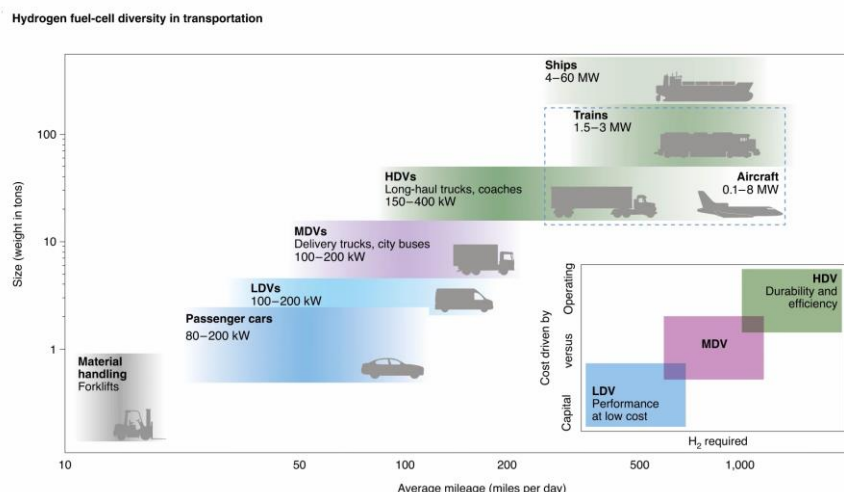 Hydrogen fuel-cell diversity in transportation
Ships
4–60 MW
Trains
1.5–3 MW
HDVs
Long-haul trucks, coaches
150–400 kW
Aircraft
0.1–8 MW
MDVs
Delivery trucks, city buses
100–200 kW
LDVs
100–200 kW
Passenger cars
80–200 kW
Material
handling
Forklifts
Size (weight in tons)
100
10
1
10
50
100
200
500
1,000
Average mileage (miles per day)
Cost driven by
Capital
versus
Operating
HDV
Durability and
efficiency
MDV
LDV
Performance
at low cost
H2 required